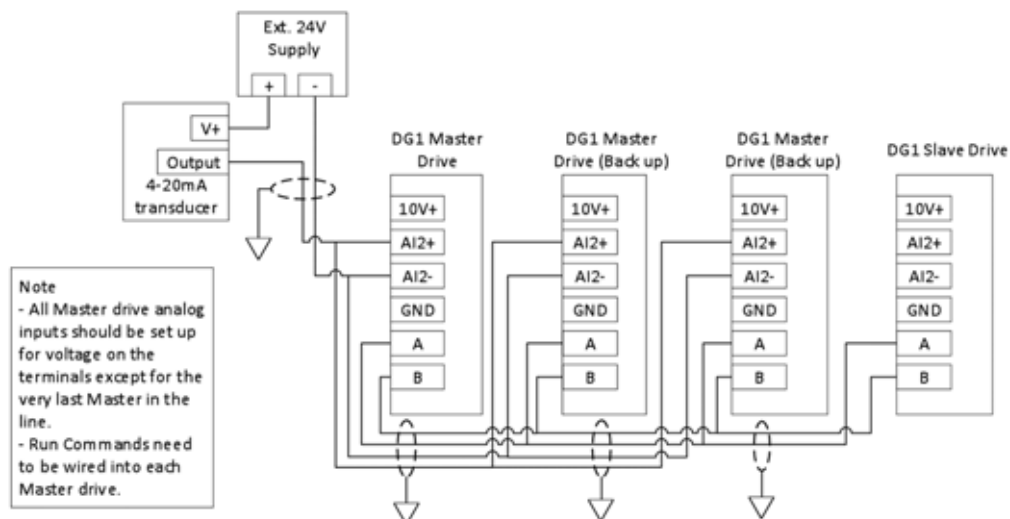 Ext. 24V
Supply
+ -
V+
Output
4-20mA
transducer
DG1 Master
Drive
10V+
AI2+
AI2-
GND
A
B
DG1 Master
Drive (Back up)
10V+
AI2+
AI2-
GND
A
B
DG1 Master
Drive (Back up)
10V+
AI2+
AI2-
GND
A
B
DG1 Slave Drive
10V+
AI2+
AI2-
GND
A
B
Note
- All Master drive analog
inputs should be set up
for voltage on the
terminals except for the
very last Master in the
line.
- Run Commands need
to be wired into each
Master drive.